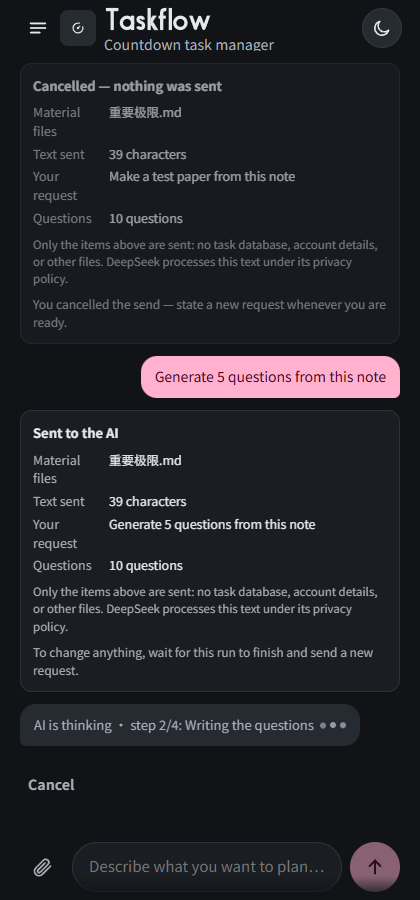 Taskflow
Countdown task manager
Cancelled — nothing was sent
Material files
重要极限.md
Text sent
39 characters
Your request
Make a test paper from this note
Questions
10 questions
Only the items above are sent: no task database, account details,
or other files. DeepSeek processes this text under its privacy
policy.
You cancelled the send — state a new request whenever you are
ready.
Generate 5 questions from this note
Sent to the AI
Material files
重要极限.md
Text sent
39 characters
Your request
Generate 5 questions from this note
Questions
10 questions
Only the items above are sent: no task database, account details,
or other files. DeepSeek processes this text under its privacy
policy.
To change anything, wait for this run to finish and send a new
request.
AI is thinking · step 2/4: Writing the questions
Cancel
Describe what you want to plan…